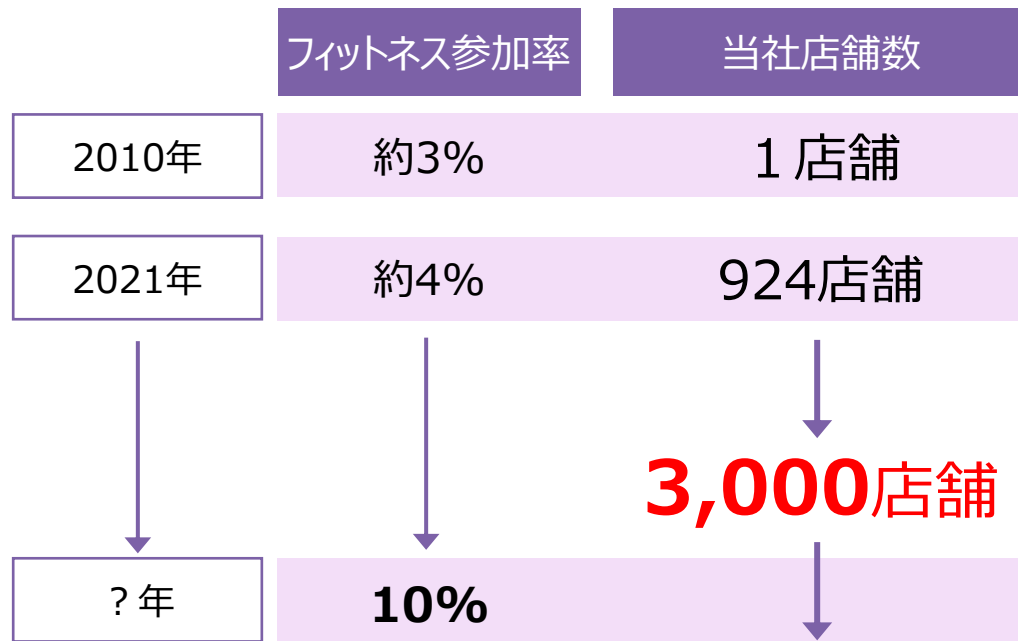 フィットネス参加率 当社店舗数
2010年 約3% 1店舗
2021年 約4% 924店舗
3,000店舗
?年 10%